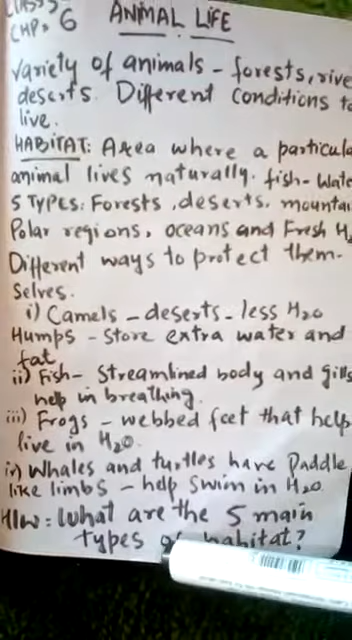 CLASS 5
CHP. 6 ANIMAL LIFE
Variety of animals - forests, rive
deserts. Different conditions to
live.
HABITAT: Area where a particula
animal lives naturally. fish - Wate
5 TYPES: Forests, deserts, mountai
Polar regions, oceans and Fresh H
Different ways to protect them-
selves.
i) Camels - deserts - less H2O
Humps - store extra water and
fat
ii) Fish - Streamlined body and gills
help in breathing.
iii) Frogs - webbed feet that help
live in H2O.
iv) Whales and turtles have Paddle
like limbs - help swim in H2O
H/W: What are the 5 main
types of habitat?